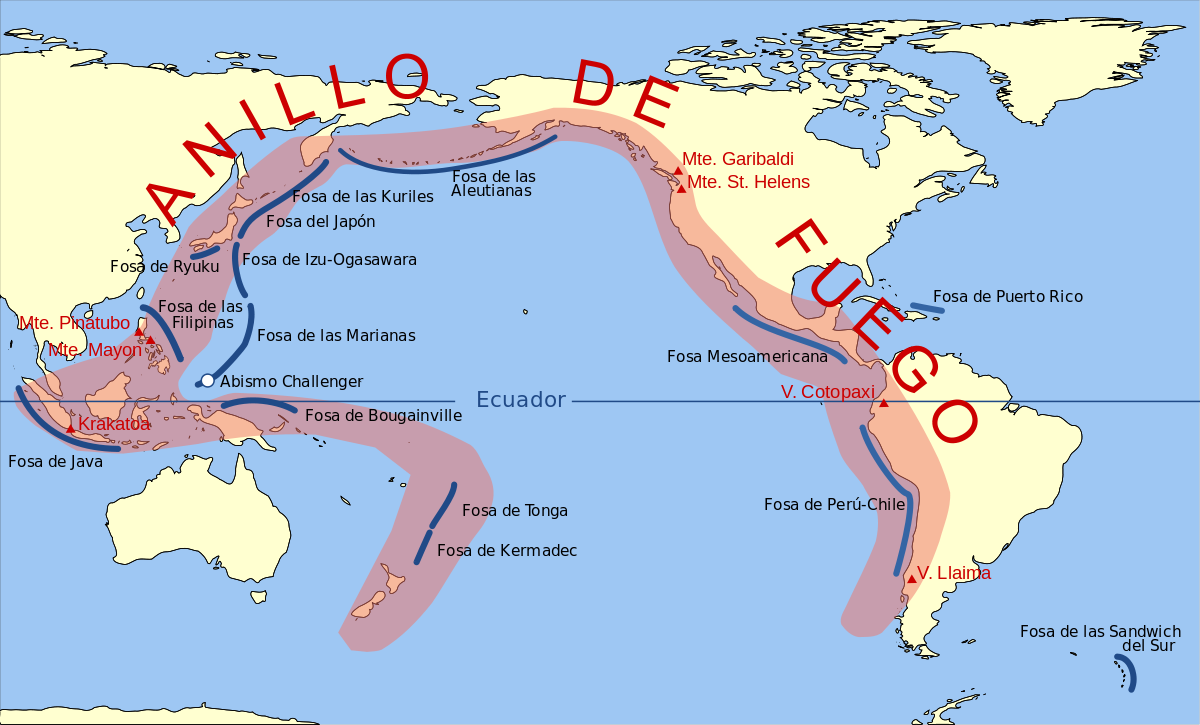 ANILLO DE FUEGO
Mte. Garibaldi
Mte. St. Helens
Fosa de las
Aleutianas
Fosa de las Kuriles
Fosa del Japón
Fosa de Ryuku
Fosa de Izu-Ogasawara
Fosa de las
Filipinas
Mte. Pinatubo
Mte. Mayon
Fosa de las Marianas
Fosa de Puerto Rico
Fosa Mesoamericana
Abismo Challenger
V. Cotopaxi
Ecuador
Fosa de Bougainville
Krakatoa
Fosa de Java
Fosa de Tonga
Fosa de Perú-Chile
Fosa de Kermadec
V. Llaima
Fosa de las Sandwich
del Sur